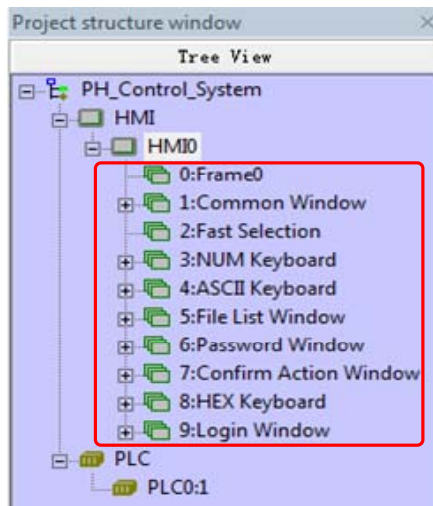 Project structure window
Tree View
PH_Control_System
HMI
HMI0
0:Frame0
1:Common Window
2:Fast Selection
3:NUM Keyboard
4:ASCII Keyboard
5:File List Window
6:Password Window
7:Confirm Action Window
8:HEX Keyboard
9:Login Window
PLC
PLC0:1